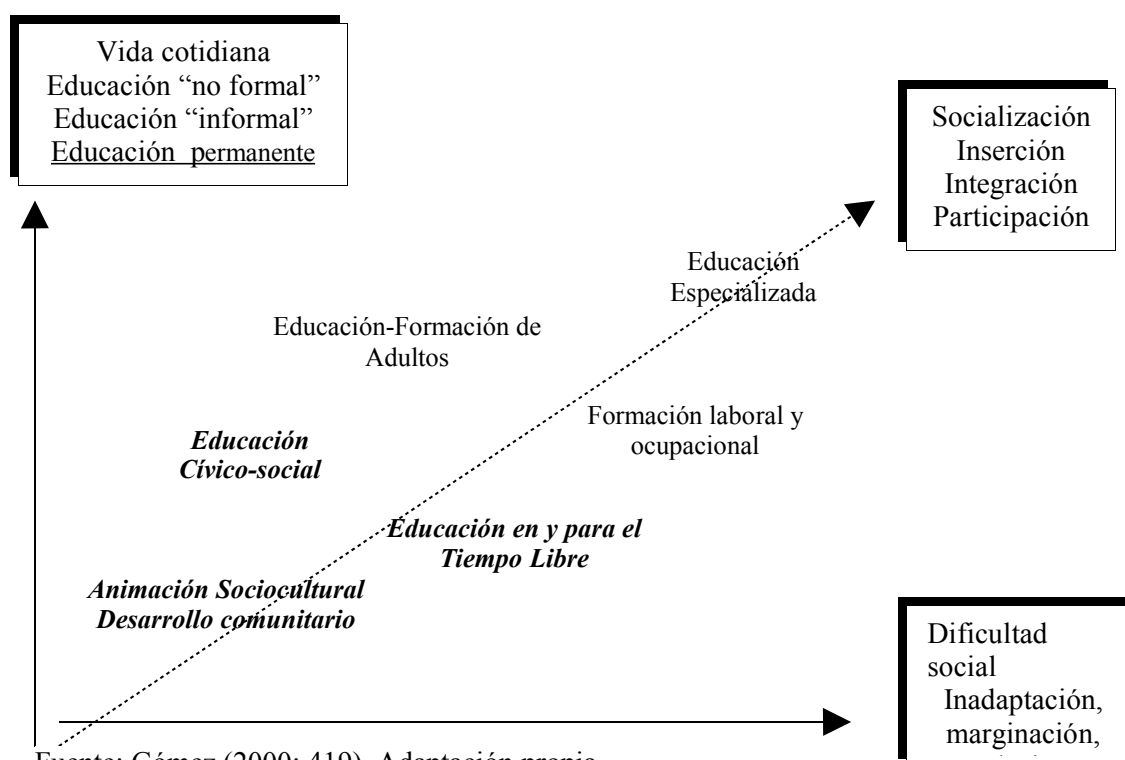 Vida cotidiana
Educación “no formal”
Educación “informal”
Educación permanente
Socialización
Inserción
Integración
Participación
Educación
Especializada
Educación-Formación de
Adultos
Formación laboral y
ocupacional
Educación
Cívico-social
Educación en y para el
Tiempo Libre
Animación Sociocultural
Desarrollo comunitario
Dificultad
social
Inadaptación,
marginación,
Fuente: Gómez (2000: 419). Adaptación propia